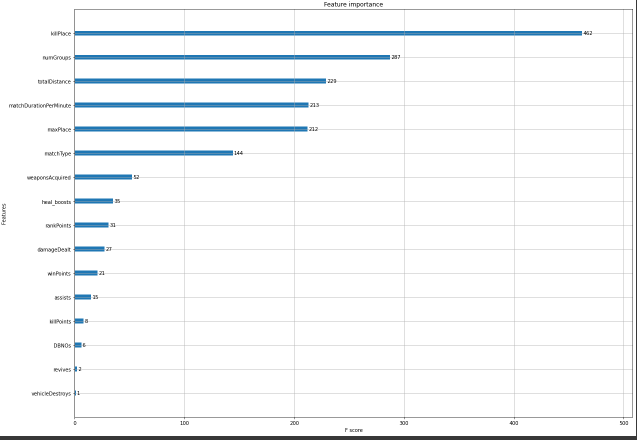 Feature importance
killPlace 462
numGroups 287
totalDistance 229
matchDurationPerMinute 213
maxPlace 212
matchType 144
weaponsAcquired 52
heal_boosts 35
rankPoints 31
damageDealt 27
winPoints 21
assists 15
killPoints 8
DBNOs 6
revives 2
vehicleDestroys 1
Features
0 100 200 300 400 500
F score